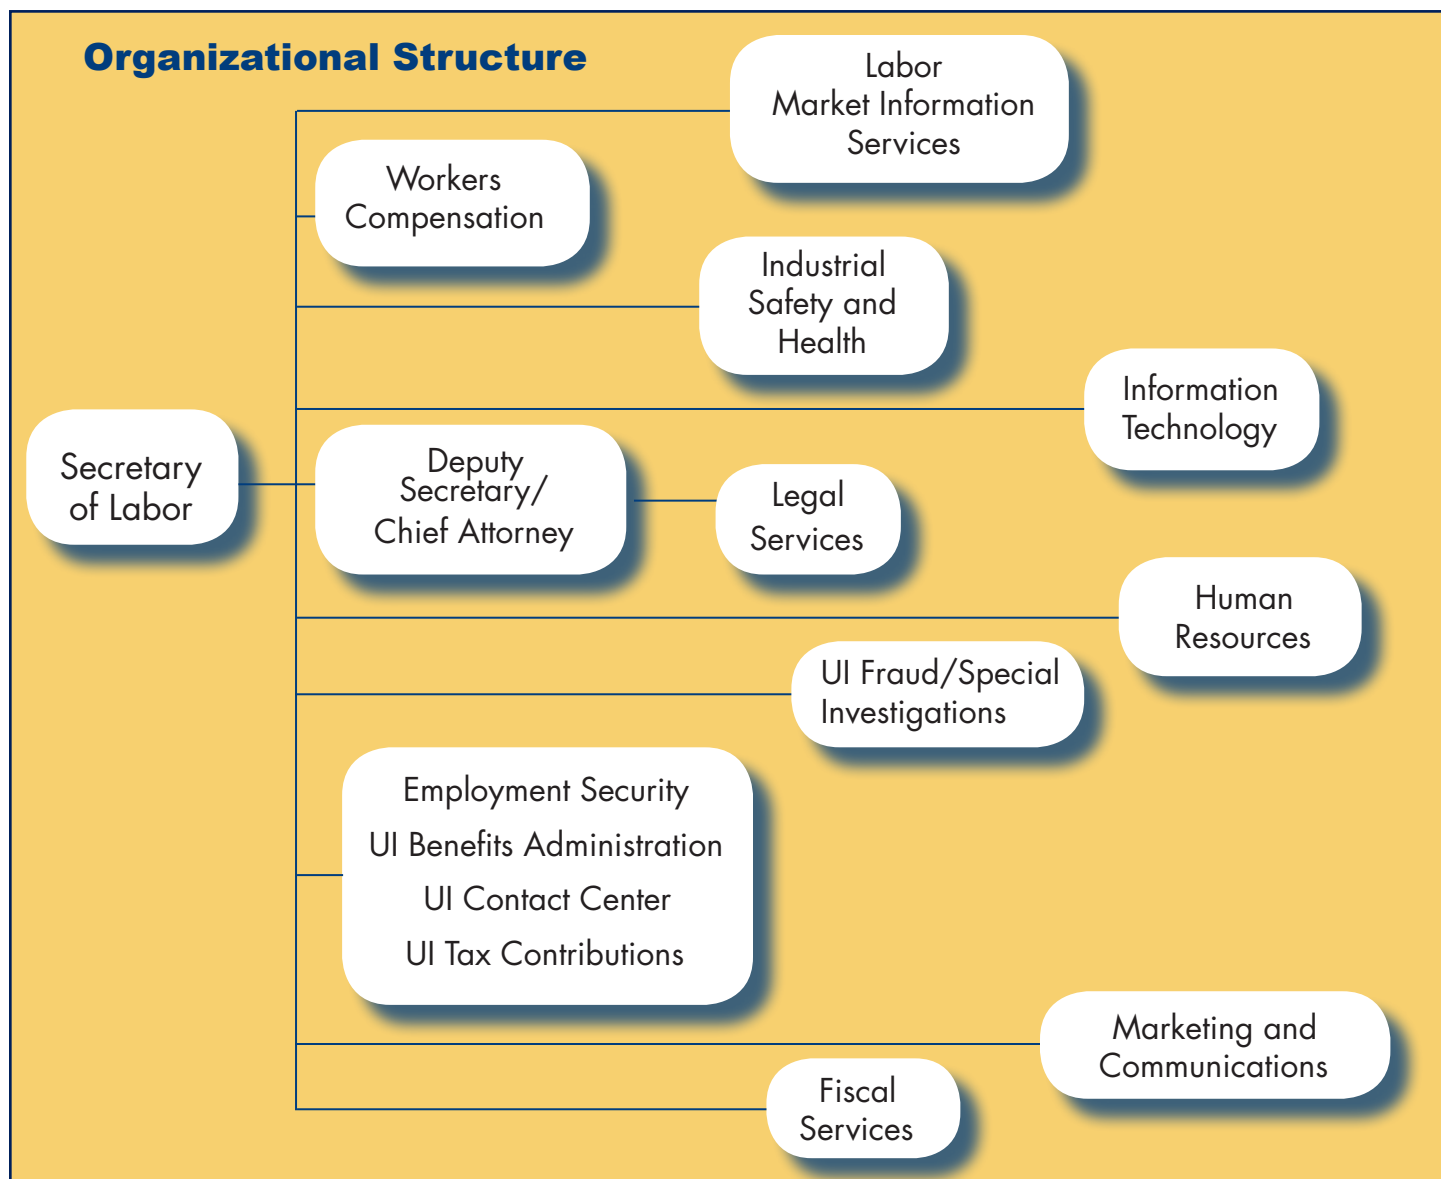 Organizational Structure
Labor
Market Information
Services
Workers
Compensation
Industrial
Safety and
Health
Information
Technology
Secretary
of Labor
Deputy
Secretary/
Chief Attorney
Legal
Services
Human
Resources
UI Fraud/Special
Investigations
Employment Security
UI Benefits Administration
UI Contact Center
UI Tax Contributions
Marketing and
Communications
Fiscal
Services